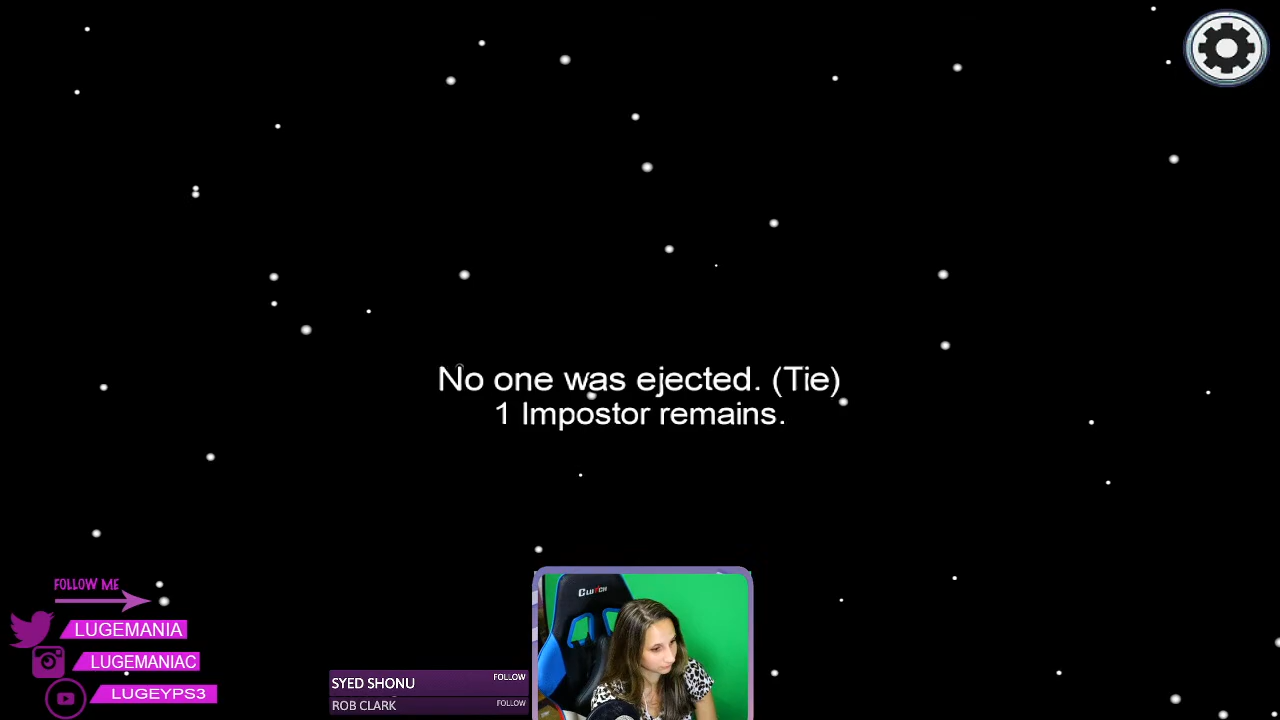 No one was ejected. (Tie)
1 Impostor remains.
FOLLOW ME
LUGEMANIA
LUGEMANIAC
LUGEYPS3
SYED SHONU FOLLOW
ROB CLARK FOLLOW